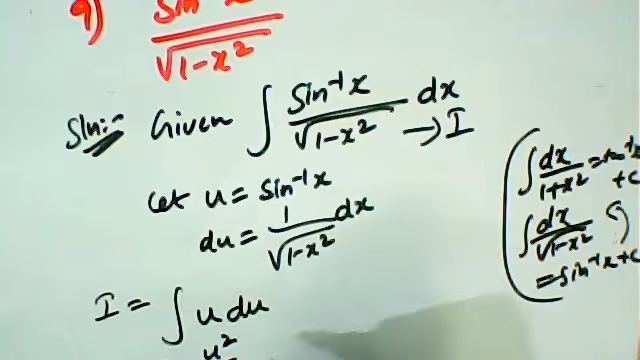 9) sin⁻¹x
√1-x²
Sln:- Given ∫ Sin⁻¹x / √1-x² dx → I
Let u = sin⁻¹x
du = 1 / √1-x² dx
I = ∫ u du
u²
∫ dx / 1+x² = tan⁻¹x + c
∫ dx / √1-x²
= sin⁻¹x + c